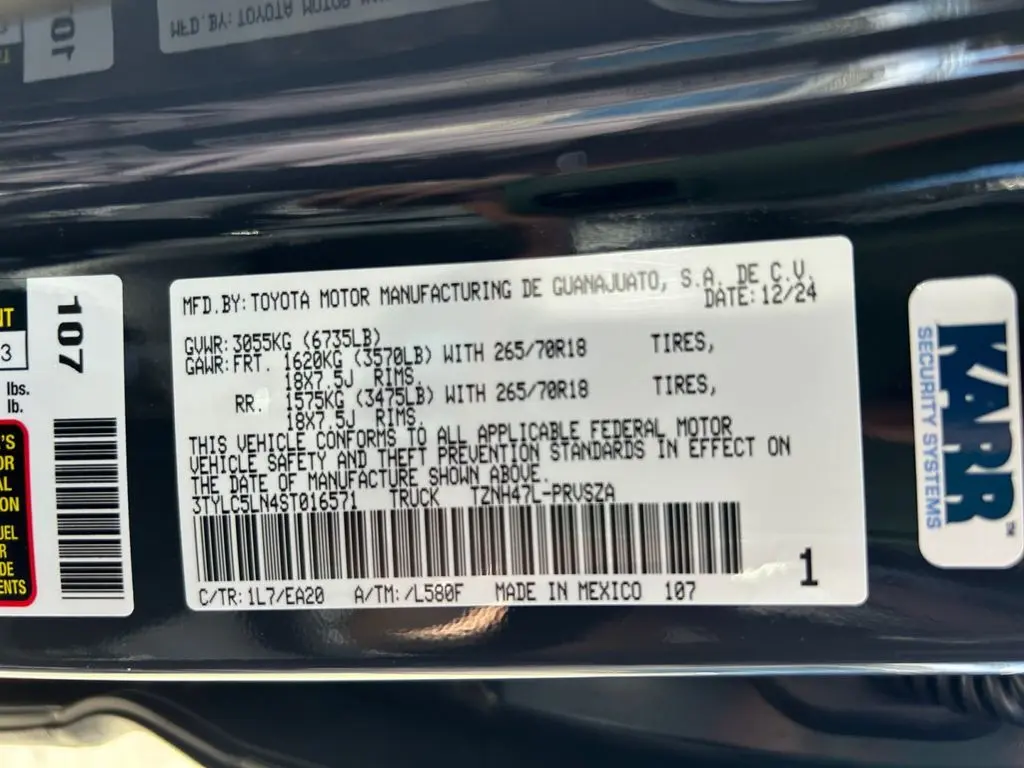 MFD.BY:TOYOTA MOTOR MANUFACTURING DE GUANAJUATO, S.A. DE C.V.
DATE:12/24
GVWR:3055KG (6735LB)
GAWR:FRT. 1620KG (3570LB) WITH 265/70R18 TIRES,
18X7.5J RIMS.
RR. 1575KG (3475LB) WITH 265/70R18 TIRES,
18X7.5J RIMS.
THIS VEHICLE CONFORMS TO ALL APPLICABLE FEDERAL MOTOR
VEHICLE SAFETY AND THEFT PREVENTION STANDARDS IN EFFECT ON
THE DATE OF MANUFACTURE SHOWN ABOVE.
3TYLC5LN4ST016571 TRUCK TZNH47L-PRVSZA
1
C/TR:1L7/EA20 A/TM:/L580F MADE IN MEXICO 107
107
3
lbs.
lb.
KARR
SECURITY SYSTEMS
TM